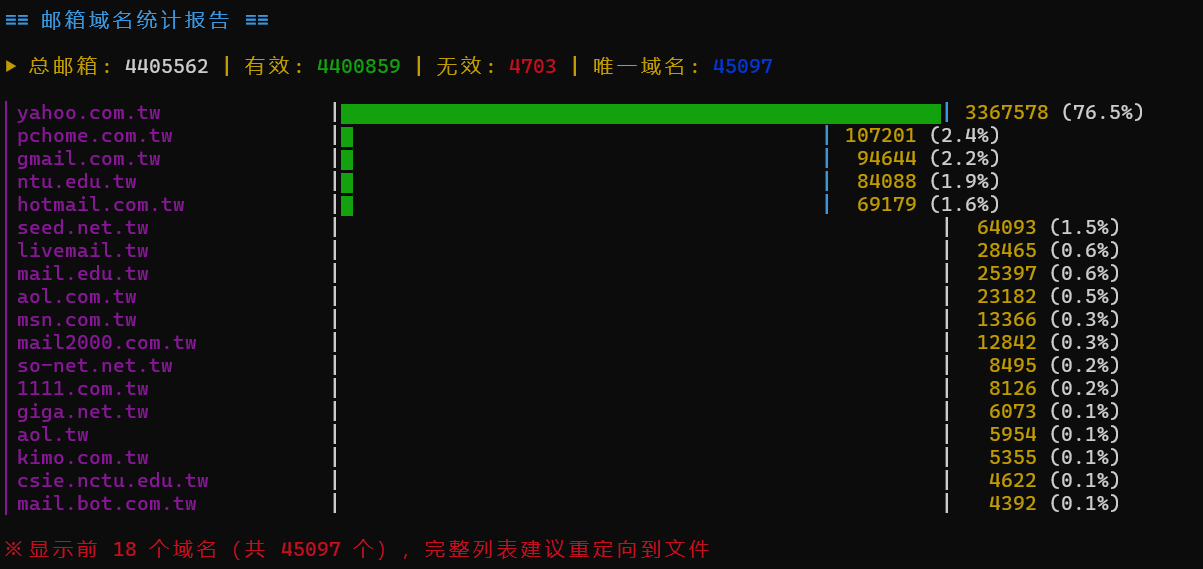 == 邮箱域名统计报告 ==
▶ 总邮箱: 4405562 | 有效: 4400859 | 无效: 4703 | 唯一域名: 45097
yahoo.com.tw 3367578 (76.5%)
pchome.com.tw 107201 (2.4%)
gmail.com.tw 94644 (2.2%)
ntu.edu.tw 84088 (1.9%)
hotmail.com.tw 69179 (1.6%)
seed.net.tw 64093 (1.5%)
livemail.tw 28465 (0.6%)
mail.edu.tw 25397 (0.6%)
aol.com.tw 23182 (0.5%)
msn.com.tw 13366 (0.3%)
mail2000.com.tw 12842 (0.3%)
so-net.net.tw 8495 (0.2%)
1111.com.tw 8126 (0.2%)
giga.net.tw 6073 (0.1%)
aol.tw 5954 (0.1%)
kimo.com.tw 5355 (0.1%)
csie.nctu.edu.tw 4622 (0.1%)
mail.bot.com.tw 4392 (0.1%)
※显示前 18 个域名（共 45097 个）, 完整列表建议重定向到文件